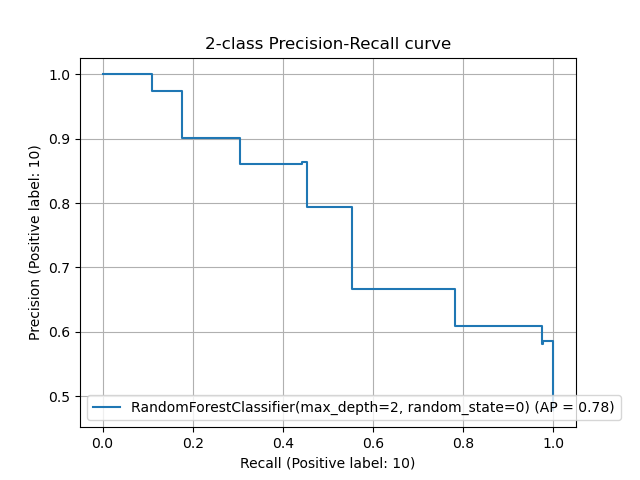 2-class Precision-Recall curve
Precision (Positive label: 10)
1.0
0.9
0.8
0.7
0.6
0.5
RandomForestClassifier(max_depth=2, random_state=0) (AP = 0.78)
0.0 0.2 0.4 0.6 0.8 1.0
Recall (Positive label: 10)